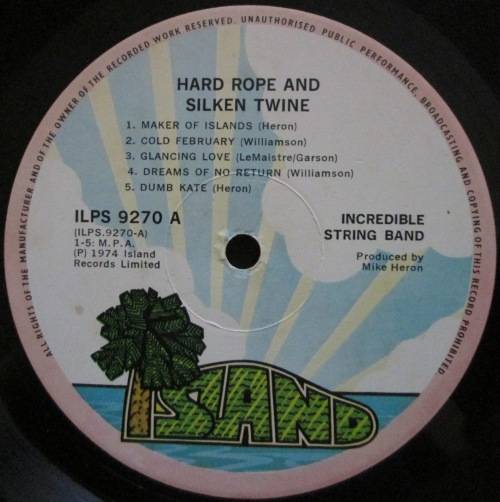 ALL RIGHTS OF THE MANUFACTURER AND OF THE OWNER OF THE RECORDED WORK RESERVED. UNAUTHORISED PUBLIC PERFORMANCE, BROADCASTING AND COPYING OF THIS RECORD PROHIBITED
HARD ROPE AND
SILKEN TWINE
1. MAKER OF ISLANDS (Heron)
2. COLD FEBRUARY (Williamson)
3. GLANCING LOVE (LeMaistre/Garson)
4. DREAMS OF NO RETURN (Williamson)
5. DUMB KATE (Heron)
ILPS 9270 A
(ILPS.9270-A)
1-5: M.P.A.
(P) 1974 Island
Records Limited
INCREDIBLE
STRING BAND
Produced by
Mike Heron
ISLAND